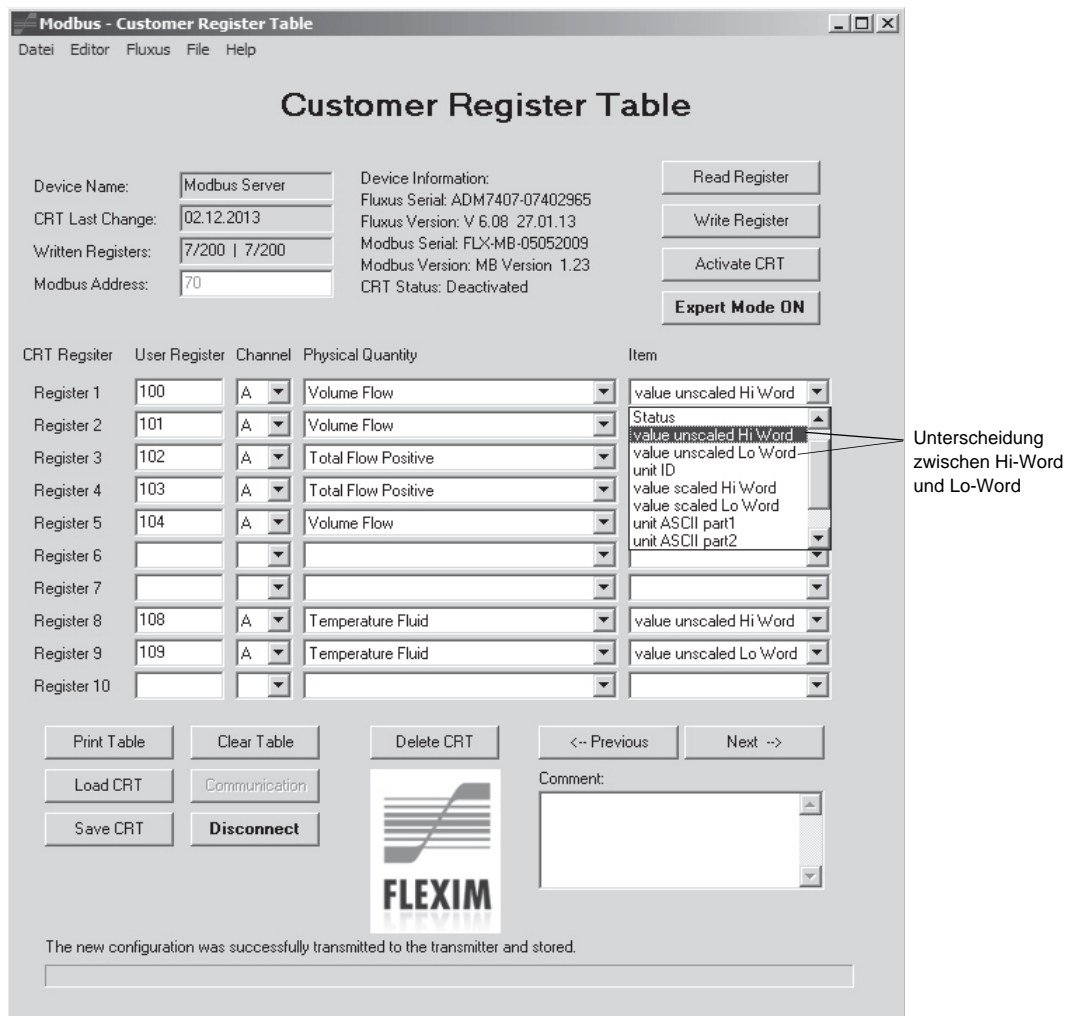 Modbus - Customer Register Table
Datei Editor Fluxus File Help
Customer Register Table
Device Name: Modbus Server
CRT Last Change: 02.12.2013
Written Registers: 7/200 | 7/200
Modbus Address: 70
Device Information:
Fluxus Serial: ADM7407-07402965
Fluxus Version: V 6.08 27.01.13
Modbus Serial: FLX-MB-05052009
Modbus Version: MB Version 1.23
CRT Status: Deactivated
Read Register
Write Register
Activate CRT
Expert Mode ON
CRT Regsiter User Register Channel Physical Quantity Item
Register 1 100 A Volume Flow value unscaled Hi Word
Register 2 101 A Volume Flow
Register 3 102 A Total Flow Positive
Register 4 103 A Total Flow Positive
Register 5 104 A Volume Flow
Status
value unscaled Hi Word
value unscaled Lo Word
unit ID
value scaled Hi Word
value scaled Lo Word
unit ASCII part1
unit ASCII part2
Unterscheidung
zwischen Hi-Word
und Lo-Word
Register 6
Register 7
Register 8 108 A Temperature Fluid value unscaled Hi Word
Register 9 109 A Temperature Fluid value unscaled Lo Word
Register 10
Print Table Clear Table Delete CRT <-- Previous Next -->
Load CRT Communication
Save CRT Disconnect
Comment:
FLEXIM
The new configuration was successfully transmitted to the transmitter and stored.